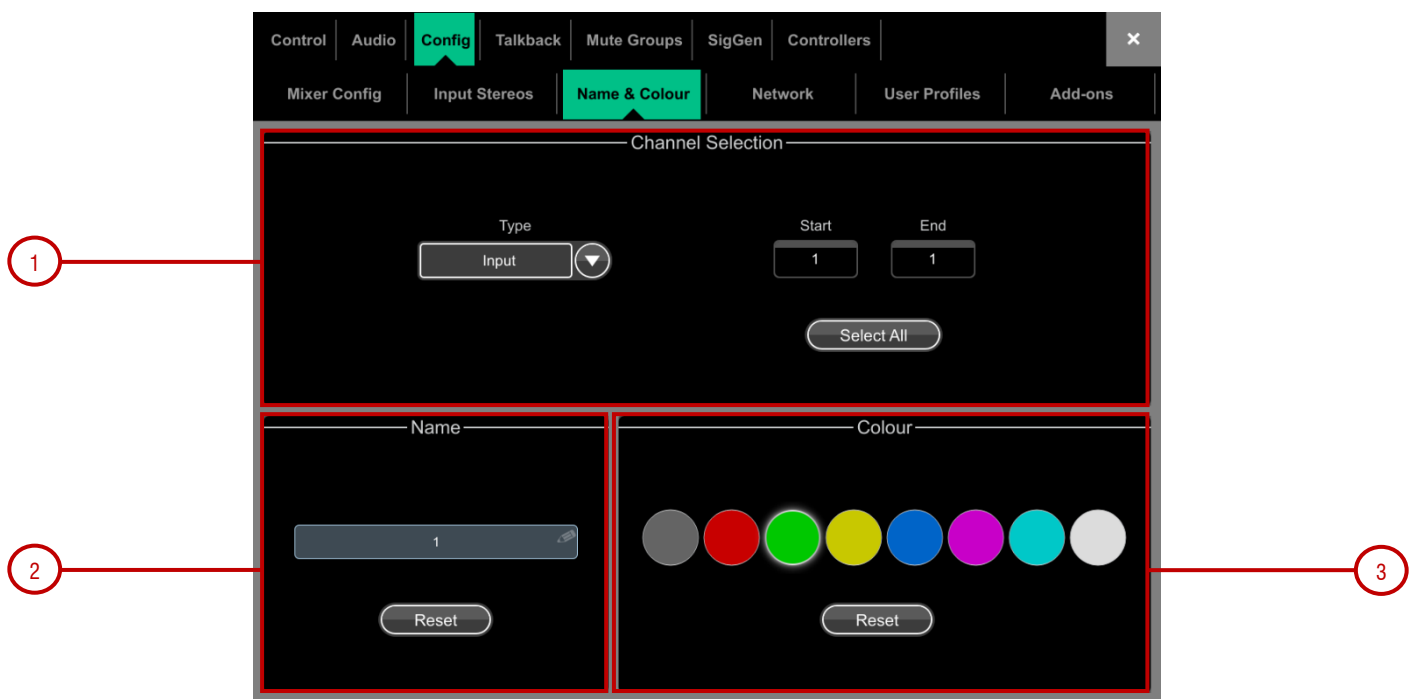 Control Audio Config Talkback Mute Groups SigGen Controllers ×
Mixer Config Input Stereos Name & Colour Network User Profiles Add-ons
Channel Selection
Type Start End
1 Input 1 1
Select All
Name Colour
1
2 3
Reset Reset